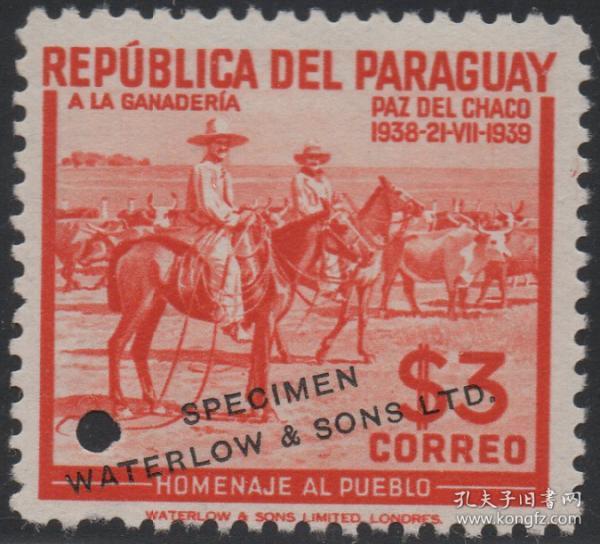 REPÚBLICA DEL PARAGUAY
A LA GANADERÍA
PAZ DEL CHACO
1938-21-VII-1939
$3
CORREO
SPECIMEN
WATERLOW & SONS LTD.
HOMENAJE AL PUEBLO
WATERLOW & SONS LIMITED, LONDRES.
孔夫子旧书网
www.kongfz.com